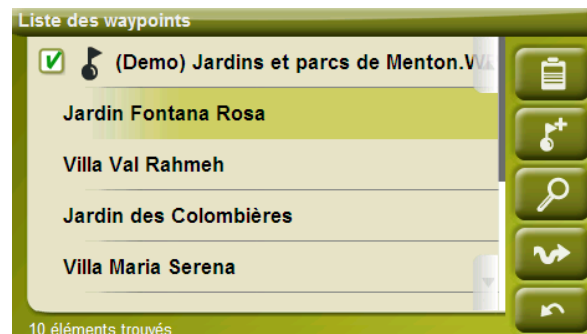 Liste des waypoints
(Demo) Jardins et parcs de Menton.W
Jardin Fontana Rosa
Villa Val Rahmeh
Jardin des Colombières
Villa Maria Serena
10 éléments trouvés